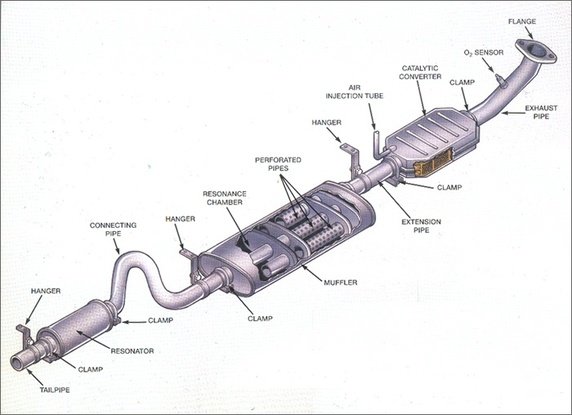 FLANGE
O₂ SENSOR
CATALYTIC
CONVERTER
CLAMP
AIR
INJECTION TUBE
EXHAUST
PIPE
HANGER
PERFORATED
PIPES
CLAMP
RESONANCE
CHAMBER
EXTENSION
PIPE
HANGER
CONNECTING
PIPE
MUFFLER
HANGER
CLAMP
CLAMP
RESONATOR
CLAMP
TAILPIPE